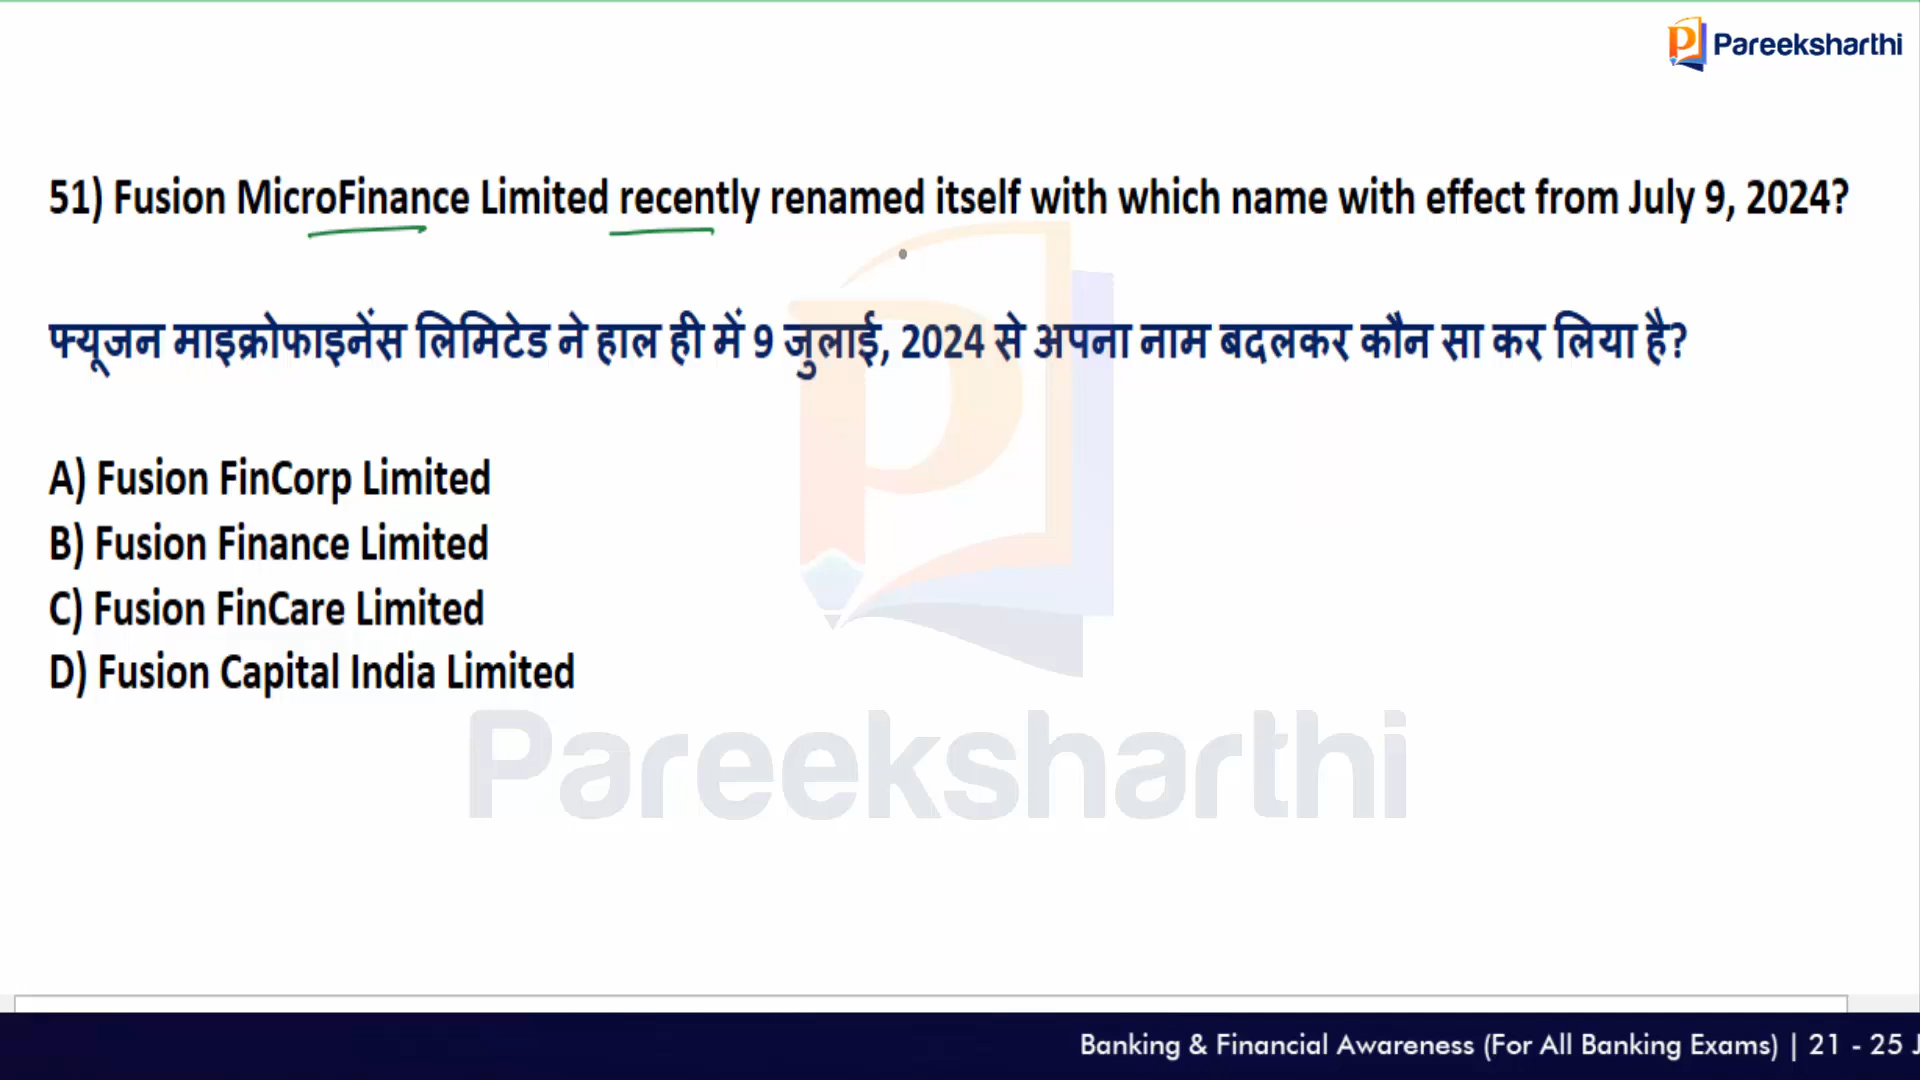 Pareeksharthi
51) Fusion MicroFinance Limited recently renamed itself with which name with effect from July 9, 2024?
फ्यूजन माइक्रोफाइनेंस लिमिटेड ने हाल ही में 9 जुलाई, 2024 से अपना नाम बदलकर कौन सा कर लिया है?
A) Fusion FinCorp Limited
B) Fusion Finance Limited
C) Fusion FinCare Limited
D) Fusion Capital India Limited
Pareeksharthi
Banking & Financial Awareness (For All Banking Exams) | 21 - 25 J